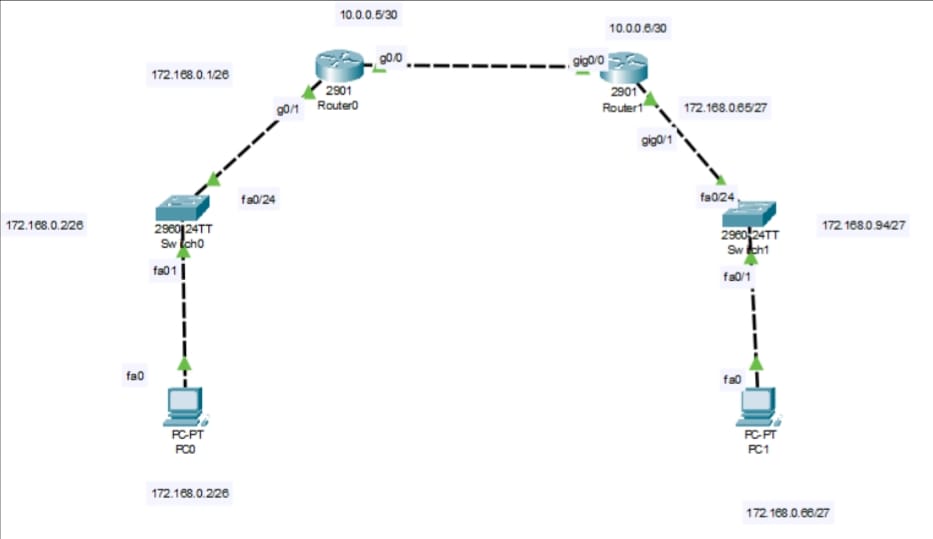 10.0.0.5/30
10.0.0.6/30
g0/0
gig0/0
172.168.0.1/26
2901
Router0
2901
Router1
g0/1
172.168.0.65/27
gig0/1
fa0/24
fa0/24
172.168.0.2/26
2960-24TT
Switch0
2960-24TT
Switch1
172.168.0.94/27
fa01
fa0/1
fa0
fa0
PC-PT
PC0
PC-PT
PC1
172.168.0.2/26
172.168.0.66/27